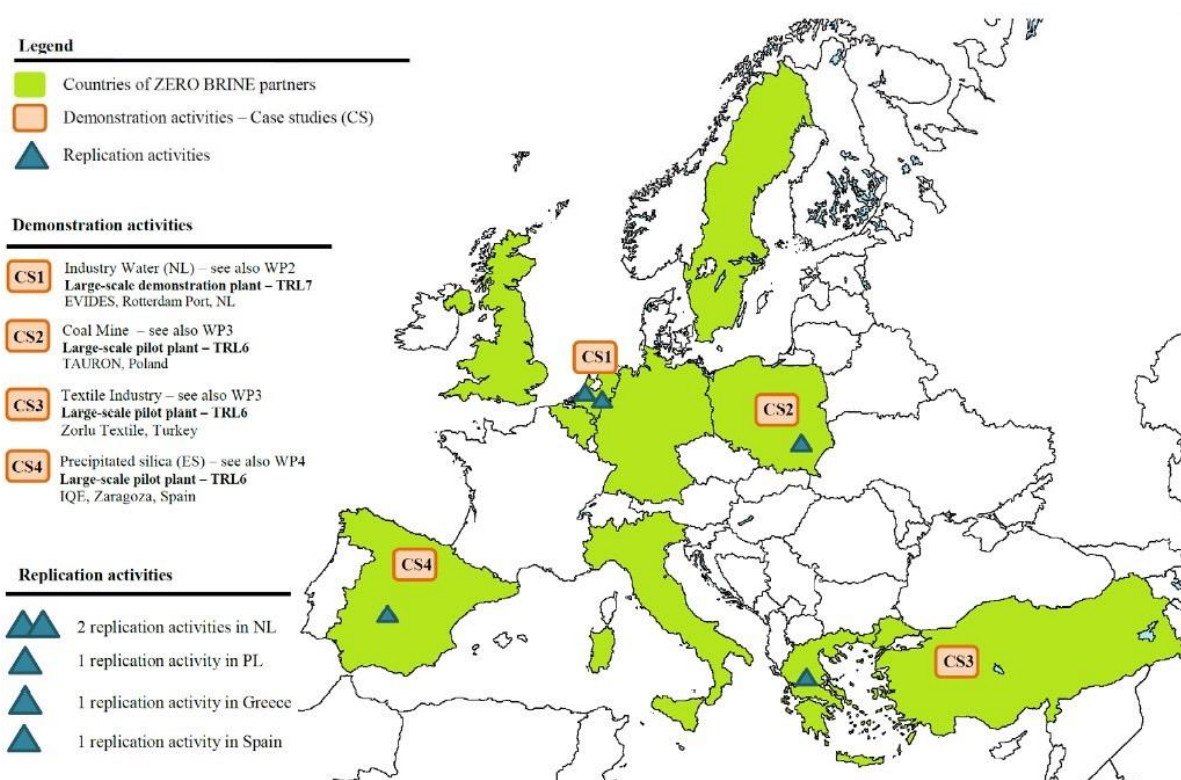 Legend
Countries of ZERO BRINE partners
Demonstration activities – Case studies (CS)
Replication activities
Demonstration activities
CS1
Industry Water (NL) – see also WP2
Large-scale demonstration plant – TRL7
EVIDES, Rotterdam Port, NL
CS2
Coal Mine – see also WP3
Large-scale pilot plant – TRL6
TAURON, Poland
CS3
Textile Industry – see also WP3
Large-scale pilot plant – TRL6
Zorlu Textile, Turkey
CS4
Precipitated silica (ES) – see also WP4
Large-scale pilot plant – TRL6
IQE, Zaragoza, Spain
Replication activities
2 replication activities in NL
1 replication activity in PL
1 replication activity in Greece
1 replication activity in Spain
CS1
CS2
CS4
CS3